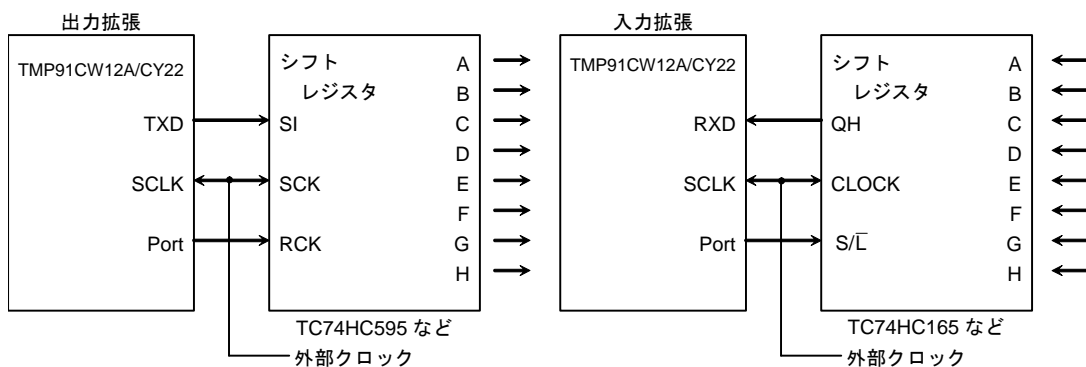 出力拡張
TMP91CW12A/CY22
TXD
SCLK
Port
シフト
レジスタ
SI
SCK
RCK
A
B
C
D
E
F
G
H
TC74HC595 など
外部クロック
入力拡張
TMP91CW12A/CY22
RXD
SCLK
Port
シフト
レジスタ
QH
CLOCK
S/L̅
A
B
C
D
E
F
G
H
TC74HC165 など
外部クロック